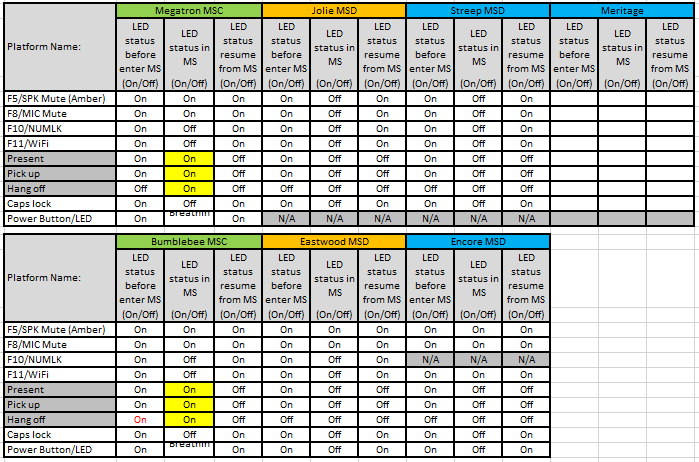 Platform Name:
Megatron MSC Jolie MSD Streep MSD Meritage
LED status before enter MS (On/Off) LED status in MS (On/Off) LED status resume from MS (On/Off) LED status before enter MS (On/Off) LED status in MS (On/Off) LED status resume from MS (On/Off) LED status before enter MS (On/Off) LED status in MS (On/Off) LED status resume from MS (On/Off) LED status before enter MS (On/Off) LED status in MS (On/Off) LED status resume from MS (On/Off)
F5/SPK Mute (Amber) On On On On Off On On Off On
F8/MIC Mute On On On On Off On On Off On
F10/NUMLK On Off On On Off On On Off On
F11/WiFi On Off On On Off On On Off On
Present On On Off On Off Off On Off Off
Pick up On On Off On Off Off On Off Off
Hang off Off On Off Off Off Off Off Off Off
Caps lock On Off On On Off On On Off On
Power Button/LED On On N/A N/A N/A N/A N/A N/A
Platform Name:
Bumblebee MSC Eastwood MSD Encore MSD
LED status before enter MS (On/Off) LED status in MS (On/Off) LED status resume from MS (On/Off) LED status before enter MS (On/Off) LED status in MS (On/Off) LED status resume from MS (On/Off) LED status before enter MS (On/Off) LED status in MS (On/Off) LED status resume from MS (On/Off)
F5/SPK Mute (Amber) On On On On Off On On Off On
F8/MIC Mute On On On On Off On On Off On
F10/NUMLK On Off On On Off On N/A N/A N/A
F11/WiFi On Off On On Off On On Off On
Present On On Off On Off Off On Off Off
Pick up On On Off On Off Off On Off Off
Hang off On On Off Off Off Off Off Off Off
Caps lock On Off On On Off On On Off On
Power Button/LED On On On Off On On Off On